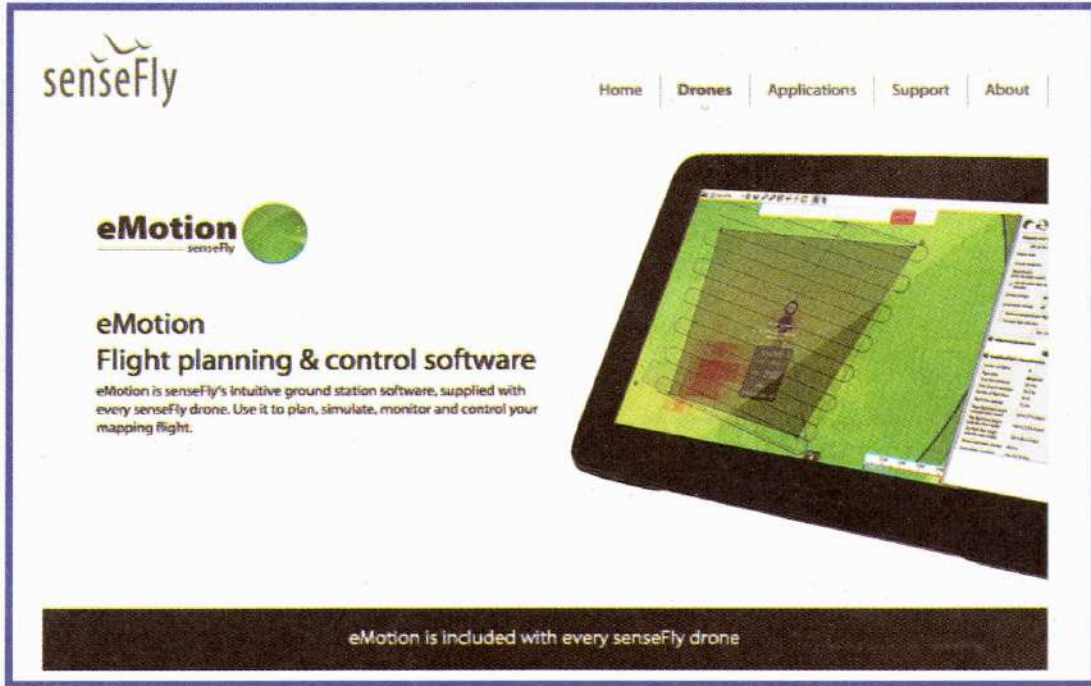 senseFly
Home
Drones
Applications
Support
About
eMotion
senseFly
eMotion
Flight planning & control software
eMotion is senseFly's intuitive ground station software, supplied with
every senseFly drone. Use it to plan, simulate, monitor and control your
mapping flight.
eMotion is included with every senseFly drone